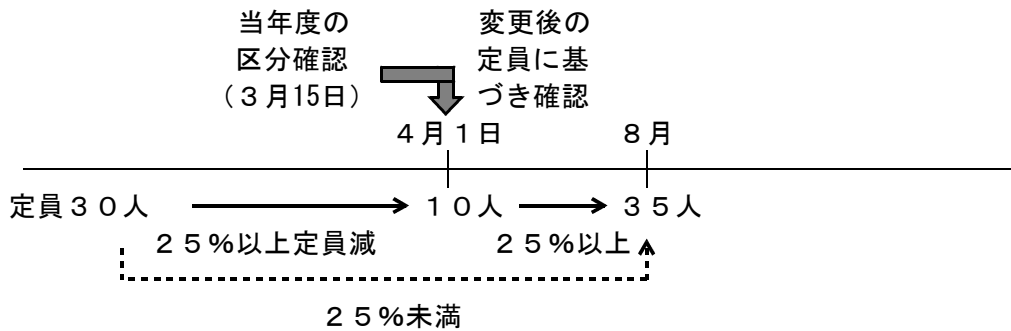 当年度の
区分確認
（３月15日）
変更後の
定員に基
づき確認
４月１日
８月
定員３０人
１０人
３５人
２５％以上定員減
２５％以上
２５％未満